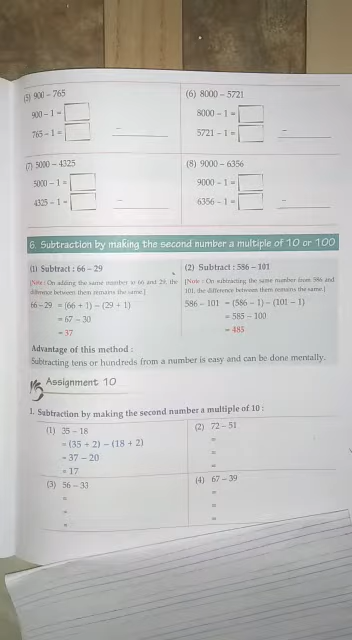 (5) 900 – 765
900 – 1 =
765 – 1 =
(6) 8000 – 5721
8000 – 1 =
5721 – 1 =
(7) 5000 – 4325
5000 – 1 =
4325 – 1 =
(8) 9000 – 6356
9000 – 1 =
6356 – 1 =
6. Subtraction by making the second number a multiple of 10 or 100
(1) Subtract : 66 – 29
[Note : On adding the same number to 66 and 29, the
difference between them remains the same.]
66 – 29 = (66 + 1) – (29 + 1)
= 67 – 30
= 37
(2) Subtract : 586 – 101
[Note : On subtracting the same number from 586 and
101, the difference between them remains the same.]
586 – 101 = (586 – 1) – (101 – 1)
= 585 – 100
= 485
Advantage of this method :
Subtracting tens or hundreds from a number is easy and can be done mentally.
Assignment 10
1. Subtraction by making the second number a multiple of 10 :
(1) 35 – 18
= (35 + 2) – (18 + 2)
= 37 – 20
= 17
(2) 72 – 51
=
=
=
(3) 56 – 33
=
=
=
(4) 67 – 39
=
=
=